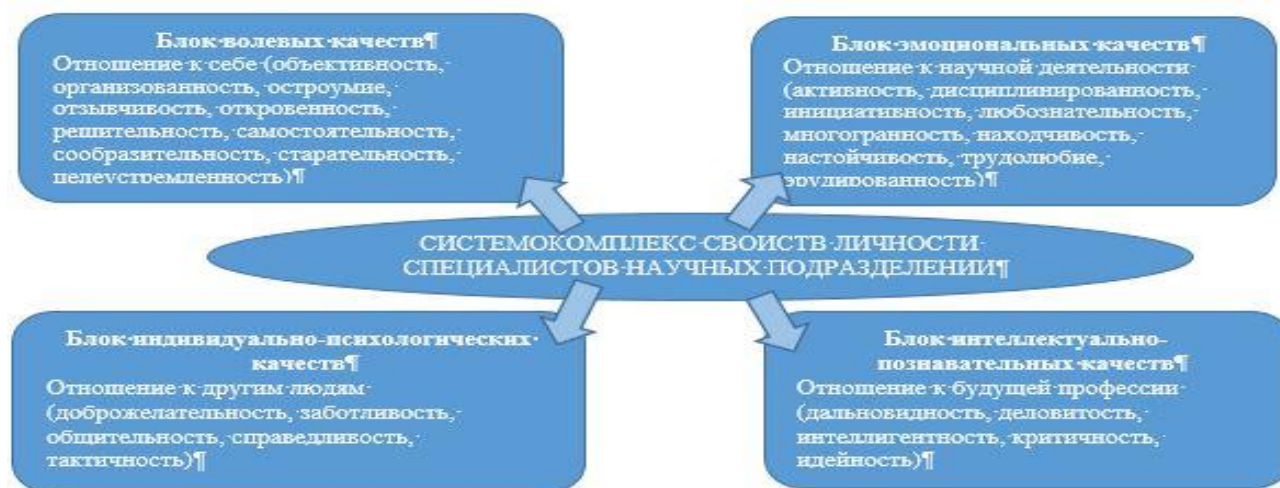 Блок·волевых·качеств¶
Отношение·к·себе·(объективность,·
организованность,·остроумие,·
отзывчивость,·откровенность,·
решительность,·самостоятельность,·
сообразительность,·старательность,·
целеустремленность)¶
Блок·эмоциональных·качеств¶
Отношение·к·научной·деятельности·
(активность,·дисциплинированность,·
инициативность,·любознательность,·
многогранность,·находчивость,·
настойчивость,·трудолюбие,·
эрудированность)¶
СИСТЕМОКОМПЛЕКС·СВОЙСТВ·ЛИЧНОСТИ·
СПЕЦИАЛИСТОВ·НАУЧНЫХ·ПОДРАЗДЕЛЕНИЙ¶
Блок·индивидуально-психологических·
качеств¶
Отношение·к·другим·людям·
(доброжелательность,·заботливость,·
общительность,·справедливость,·
тактичность)¶
Блок·интеллектуально-
познавательных·качеств¶
Отношение·к·будущей·профессии·
(дальновидность,·деловитость,·
интеллигентность,·критичность,·
идейность)¶